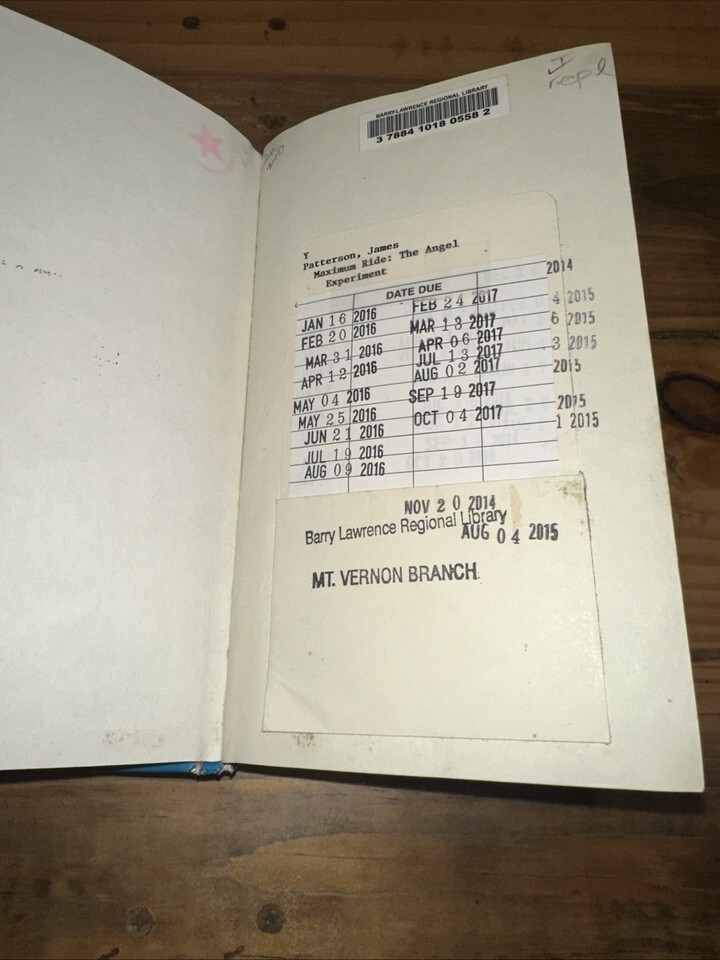 repl
BARRY-LAWRENCE REGIONAL LIBRARY
3 7884 1018 0558 2
Y
Patterson, James
Maximum Ride: The Angel
Experiment
DATE DUE
2014
JAN 16 2016 FEB 24 2017 4 2015
FEB 20 2016 MAR 13 2017 6 2015
MAR 31 2016 APR 06 2017 3 2015
APR 12 2016 JUL 13 2017 2015
MAY 04 2016 AUG 02 2017
MAY 25 2016 SEP 19 2017 2015
JUN 21 2016 OCT 04 2017 1 2015
JUL 19 2016
AUG 09 2016
NOV 20 2014
Barry Lawrence Regional Library
AUG 04 2015
MT. VERNON BRANCH